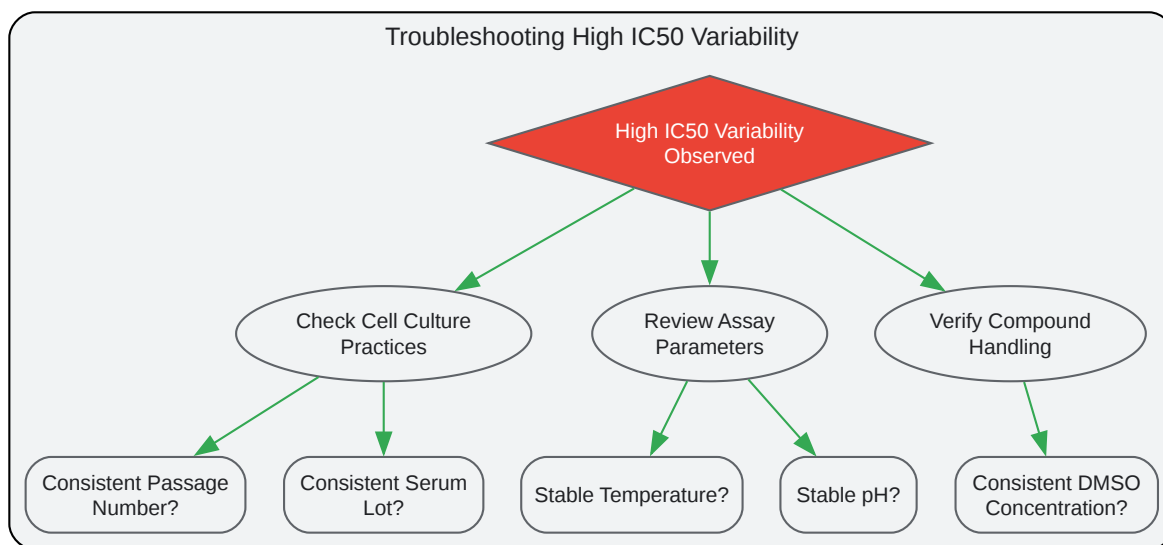 Troubleshooting High IC50 Variability
High IC50 Variability
Observed
Check Cell Culture
Practices
Review Assay
Parameters
Verify Compound
Handling
Consistent Passage
Number?
Consistent Serum
Lot?
Stable Temperature?
Stable pH?
Consistent DMSO
Concentration?